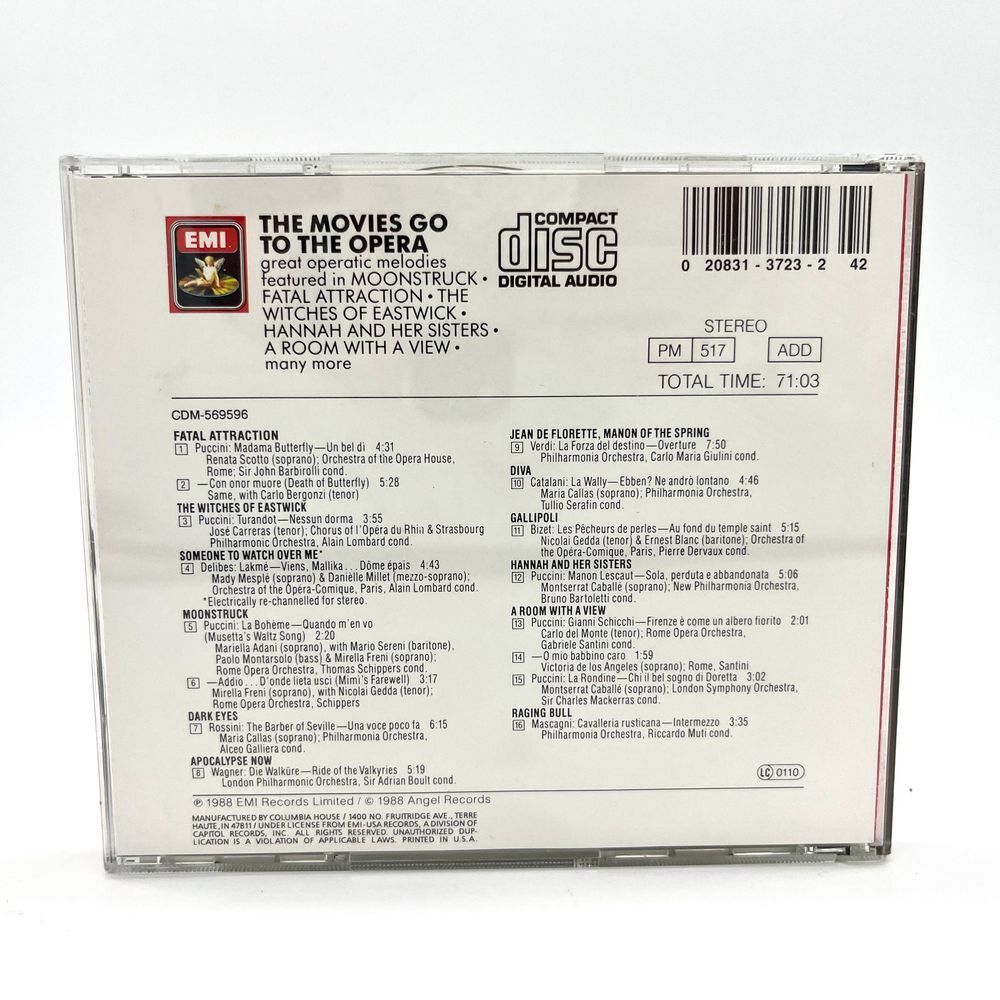 EMI
THE MOVIES GO
TO THE OPERA
great operatic melodies
featured in MOONSTRUCK •
FATAL ATTRACTION • THE
WITCHES OF EASTWICK •
HANNAH AND HER SISTERS •
A ROOM WITH A VIEW •
many more
COMPACT
disc
DIGITAL AUDIO
0 20831-3723-2 42
STEREO
PM 517 ADD
TOTAL TIME: 71:03
CDM-569596
FATAL ATTRACTION
1 Puccini: Madama Butterfly—Un bel dì 4:31
Renata Scotto (soprano); Orchestra of the Opera House,
Rome; Sir John Barbirolli cond.
2 —Con onor muore (Death of Butterfly) 5:28
Same, with Carlo Bergonzi (tenor)
THE WITCHES OF EASTWICK
3 Puccini: Turandot—Nessun dorma 3:55
José Carreras (tenor); Chorus of l'Opéra du Rhin & Strasbourg
Philharmonic Orchestra, Alain Lombard cond.
SOMEONE TO WATCH OVER ME*
4 Delibes: Lakmé—Viens, Mallika...Dôme épais 4:43
Mady Mesplé (soprano) & Danièlle Millet (mezzo-soprano);
Orchestra of the Opéra-Comique, Paris, Alain Lombard cond.
*Electrically re-channelled for stereo.
MOONSTRUCK
5 Puccini: La Bohème—Quando m'en vo
(Musetta's Waltz Song) 2:20
Mariella Adani (soprano), with Mario Sereni (baritone),
Paolo Montarsolo (bass) & Mirella Freni (soprano);
Rome Opera Orchestra, Thomas Schippers cond.
6 —Addio...D'onde lieta uscì (Mimi's Farewell) 3:17
Mirella Freni (soprano), with Nicolai Gedda (tenor);
Rome Opera Orchestra, Schippers
DARK EYES
7 Rossini: The Barber of Seville—Una voce poco fa 6:15
Maria Callas (soprano); Philharmonia Orchestra,
Alceo Galliera cond.
APOCALYPSE NOW
8 Wagner: Die Walküre—Ride of the Valkyries 5:19
London Philharmonic Orchestra, Sir Adrian Boult cond.
JEAN DE FLORETTE, MANON OF THE SPRING
9 Verdi: La Forza del destino—Overture 7:50
Philharmonia Orchestra, Carlo Maria Giulini cond.
DIVA
10 Catalani: La Wally—Ebben? Ne andrò lontano 4:46
Maria Callas (soprano); Philharmonia Orchestra,
Tullio Serafin cond.
GALLIPOLI
11 Bizet: Les Pêcheurs de perles—Au fond du temple saint 5:15
Nicolai Gedda (tenor) & Ernest Blanc (baritone); Orchestra of
the Opéra-Comique, Paris, Pierre Dervaux cond.
HANNAH AND HER SISTERS
12 Puccini: Manon Lescaut—Sola, perduta e abbandonata 5:06
Montserrat Caballé (soprano); New Philharmonia Orchestra,
Bruno Bartoletti cond.
A ROOM WITH A VIEW
13 Puccini: Gianni Schicchi—Firenze è come un albero fiorito 2:01
Carlo del Monte (tenor); Rome Opera Orchestra,
Gabriele Santini cond.
14 —O mio babbino caro 1:59
Victoria de los Angeles (soprano); Rome, Santini
15 Puccini: La Rondine—Chi il bel sogno di Doretta 3:02
Montserrat Caballé (soprano); London Symphony Orchestra,
Sir Charles Mackerras cond.
RAGING BULL
16 Mascagni: Cavalleria rusticana—Intermezzo 3:35
Philharmonia Orchestra, Riccardo Muti cond.
LC 0110
℗ 1988 EMI Records Limited / © 1988 Angel Records
MANUFACTURED BY COLUMBIA HOUSE / 1400 NO. FRUITRIDGE AVE., TERRE
HAUTE, IN 47811 / UNDER LICENSE FROM EMI-USA RECORDS, A DIVISION OF
CAPITOL RECORDS, INC. ALL RIGHTS RESERVED. UNAUTHORIZED DUP-
LICATION IS A VIOLATION OF APPLICABLE LAWS. PRINTED IN U.S.A.